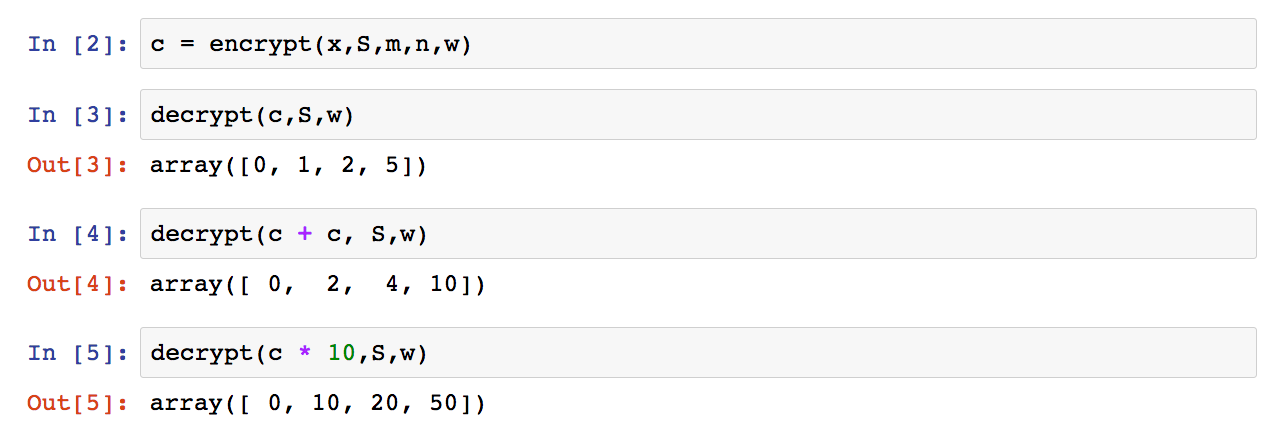 In [2]: c = encrypt(x,S,m,n,w)
In [3]: decrypt(c,S,w)
Out[3]: array([0, 1, 2, 5])
In [4]: decrypt(c + c, S,w)
Out[4]: array([ 0,  2,  4, 10])
In [5]: decrypt(c * 10,S,w)
Out[5]: array([ 0, 10, 20, 50])